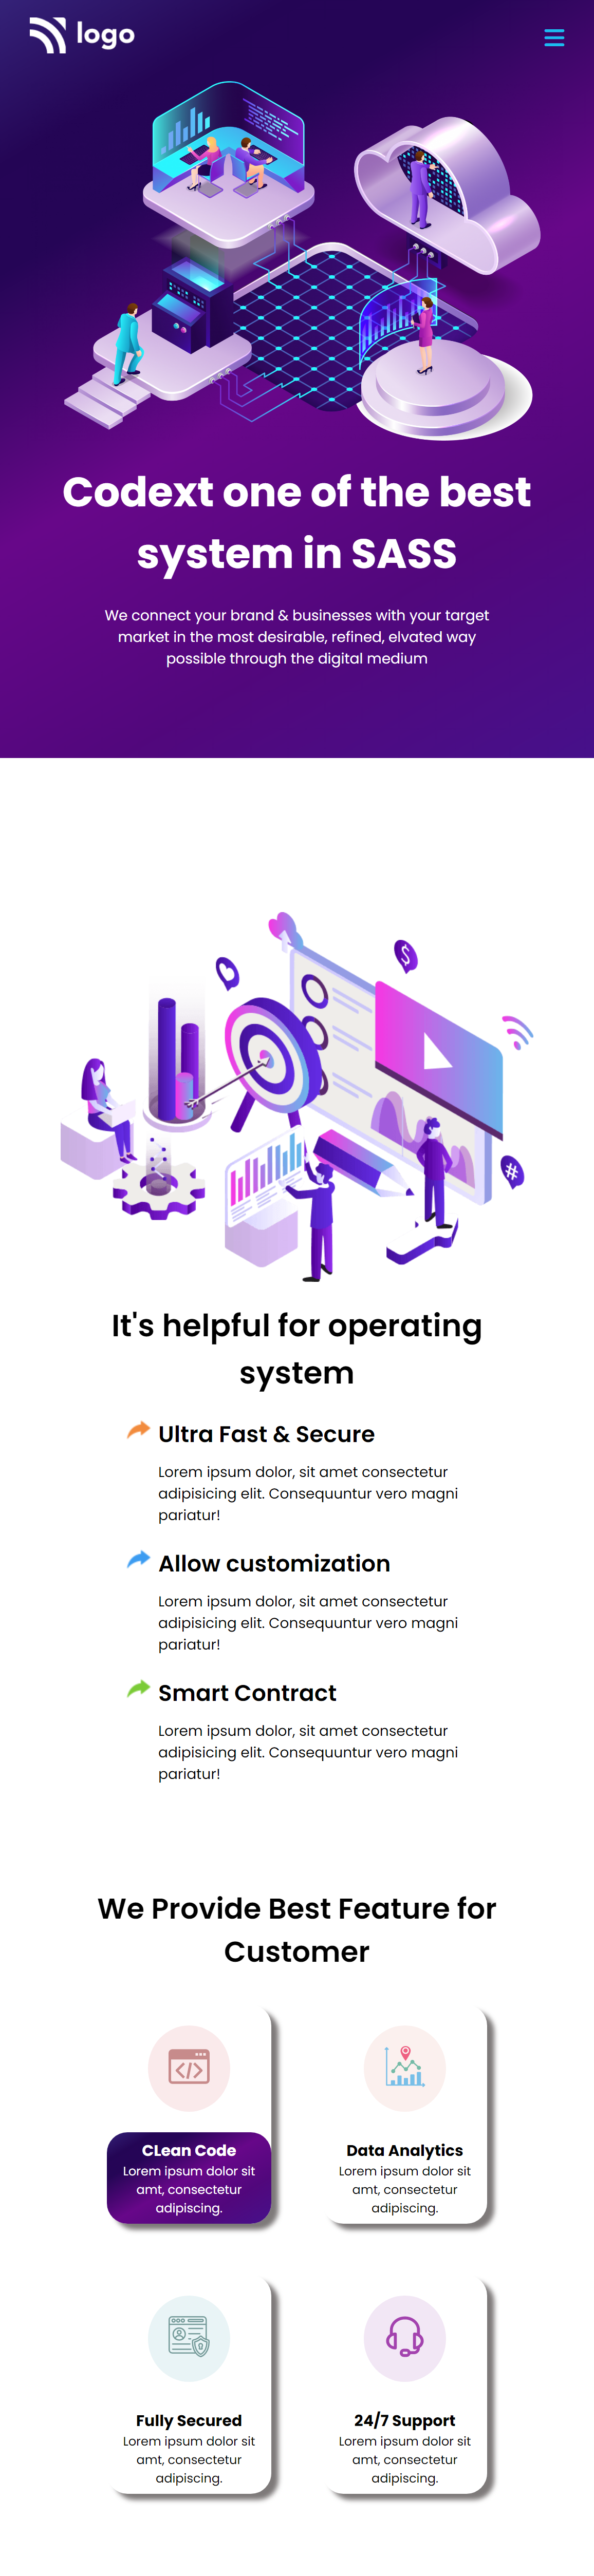 logo
Codext one of the best
system in SASS
We connect your brand & businesses with your target
market in the most desirable, refined, elvated way
possible through the digital medium
$
#
It's helpful for operating
system
Ultra Fast & Secure
Lorem ipsum dolor, sit amet consectetur
adipisicing elit. Consequuntur vero magni
pariatur!
Allow customization
Lorem ipsum dolor, sit amet consectetur
adipisicing elit. Consequuntur vero magni
pariatur!
Smart Contract
Lorem ipsum dolor, sit amet consectetur
adipisicing elit. Consequuntur vero magni
pariatur!
We Provide Best Feature for
Customer
</>
CLean Code
Lorem ipsum dolor sit
amt, consectetur
adipiscing.
Data Analytics
Lorem ipsum dolor sit
amt, consectetur
adipiscing.
Fully Secured
Lorem ipsum dolor sit
amt, consectetur
adipiscing.
24/7 Support
Lorem ipsum dolor sit
amt, consectetur
adipiscing.